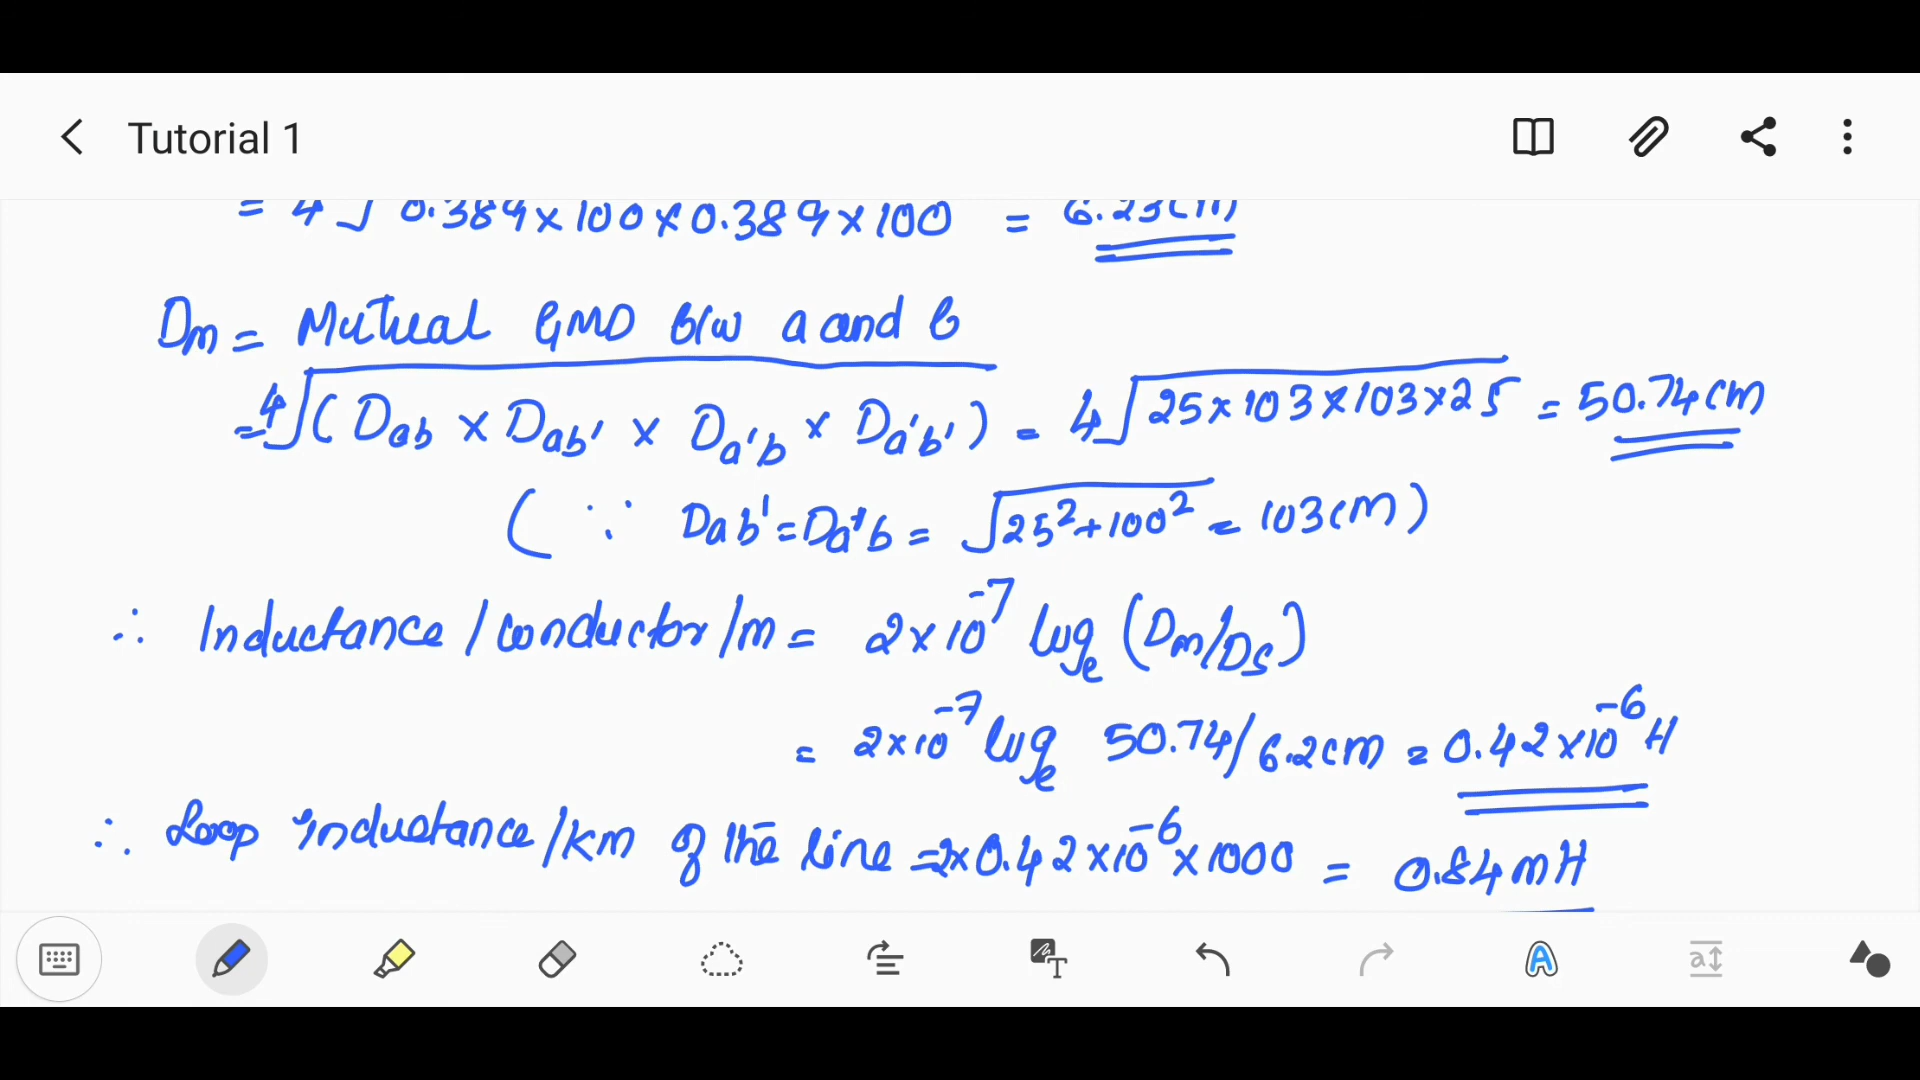 Tutorial 1
= 4√0.389×100×0.389×100 = 6.23cm
Dm = Mutual GMD b/w a and b
= 4√(Dab × Dab' × Da'b × Da'b') = 4√25×103×103×25 = 50.74cm
(∵ Dab' = Da'b = √25²+100² = 103cm)
∴ Inductance/conductor/m = 2×10⁻⁷ loge (Dm/Ds)
= 2×10⁻⁷ loge 50.74/6.2cm = 0.42×10⁻⁶ H
∴ Loop inductance/km of the line = 2×0.42×10⁻⁶×1000 = 0.84mH